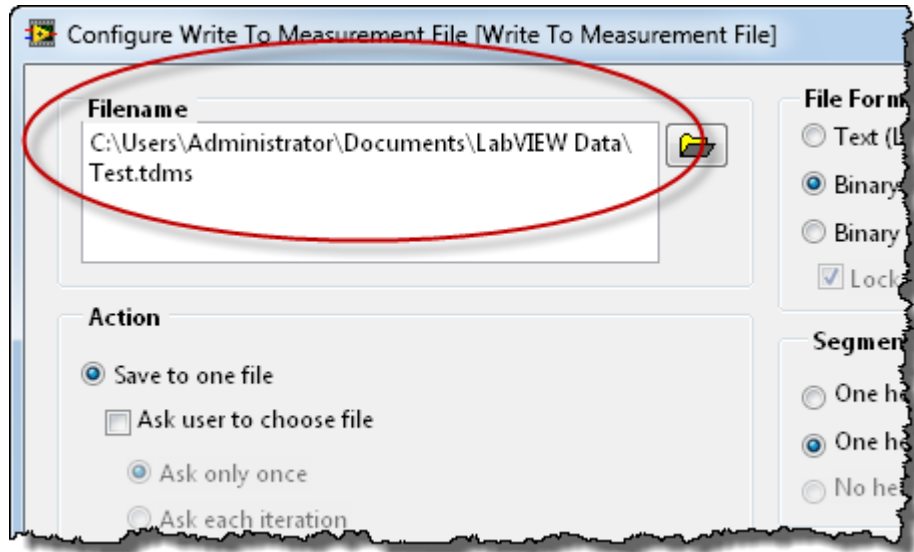 Configure Write To Measurement File [Write To Measurement File]
Filename
C:\Users\Administrator\Documents\LabVIEW Data\
Test.tdms
Action
Save to one file
Ask user to choose file
Ask only once
Ask each iteration
File Form
Text (
Binary
Binary
Lock
Segmen
One he
One he
No he